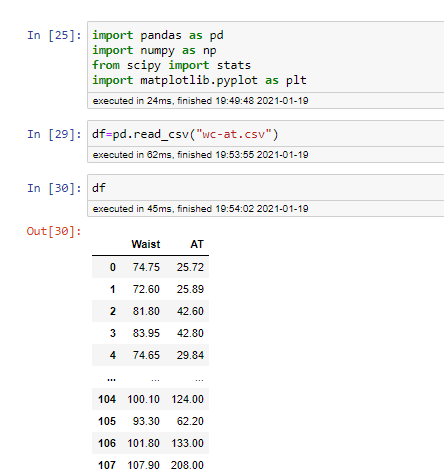 In [25]: import pandas as pd
import numpy as np
from scipy import stats
import matplotlib.pyplot as plt
executed in 24ms, finished 19:49:48 2021-01-19
In [29]: df=pd.read_csv("wc-at.csv")
executed in 62ms, finished 19:53:55 2021-01-19
In [30]: df
executed in 45ms, finished 19:54:02 2021-01-19
Out[30]:
Waist AT
0 74.75 25.72
1 72.60 25.89
2 81.80 42.60
3 83.95 42.80
4 74.65 29.84
... ... ...
104 100.10 124.00
105 93.30 62.20
106 101.80 133.00
107 107.90 208.00